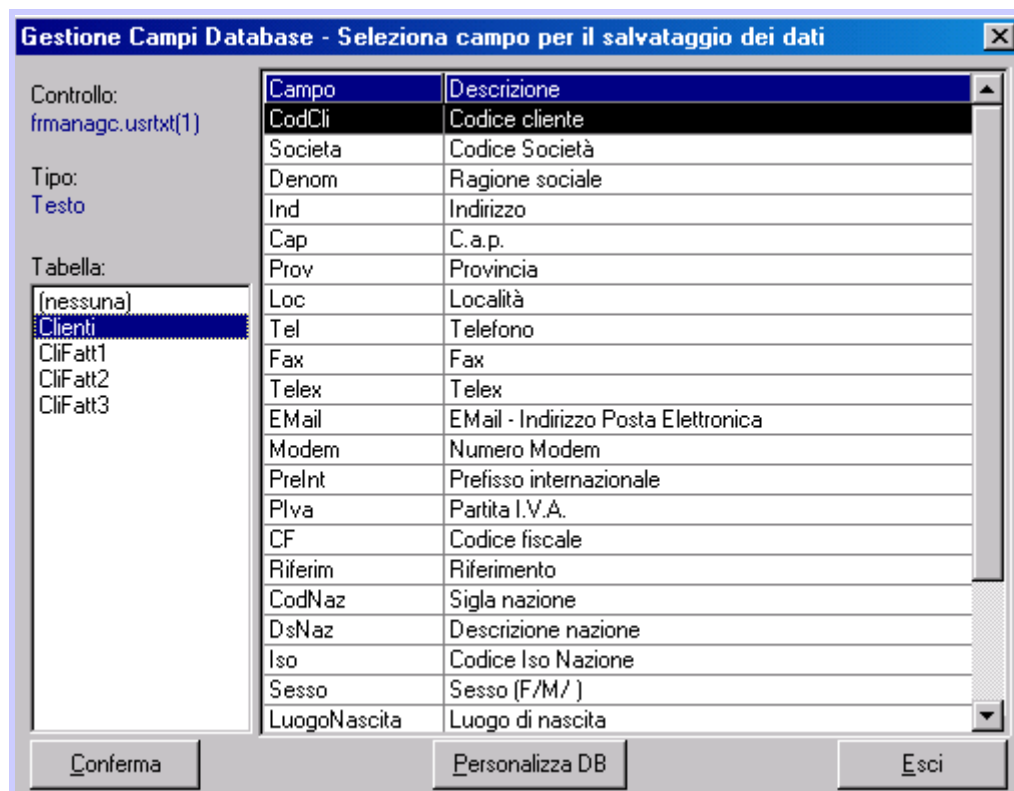 Gestione Campi Database - Seleziona campo per il salvataggio dei dati
Controllo:
frmanagc.usrtxt(1)
Tipo:
Testo
Tabella:
(nessuna)
Clienti
CliFatt1
CliFatt2
CliFatt3
Campo Descrizione
CodCli Codice cliente
Societa Codice Società
Denom Ragione sociale
Ind Indirizzo
Cap C.a.p.
Prov Provincia
Loc Località
Tel Telefono
Fax Fax
Telex Telex
EMail EMail - Indirizzo Posta Elettronica
Modem Numero Modem
PreInt Prefisso internazionale
PIva Partita I.V.A.
CF Codice fiscale
Riferim Riferimento
CodNaz Sigla nazione
DsNaz Descrizione nazione
Iso Codice Iso Nazione
Sesso Sesso (F/M/ )
LuogoNascita Luogo di nascita
Conferma Personalizza DB Esci